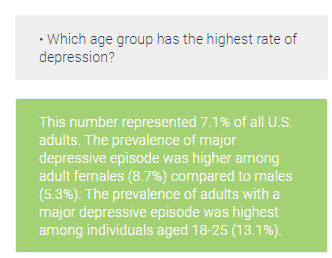 • Which age group has the highest rate of
depression?
This number represented 7.1% of all U.S.
adults. The prevalence of major
depressive episode was higher among
adult females (8.7%) compared to males
(5.3%). The prevalence of adults with a
major depressive episode was highest
among individuals aged 18-25 (13.1%).